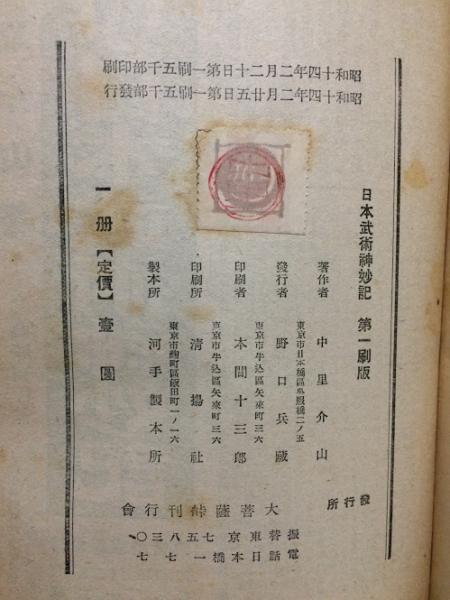 昭和十四年二月二十日第一刷五千部印刷
昭和十四年二月廿五日第一刷五千部發行
日本武術神妙記 第一刷版
著作者 中里介山
東京市日本橋區吳服橋二ノ五
發行者 野口兵藏
東京市牛込區矢來町三六
印刷者 本間十三郎
東京市牛込區矢來町三六
印刷所 清揚社
東京市麴町區飯田町一ノ一六
製本所 河手製本所
一册【定價】壹圓
發行所
大菩薩峠刊行會
振替東京七五八三〇
電話日本橋